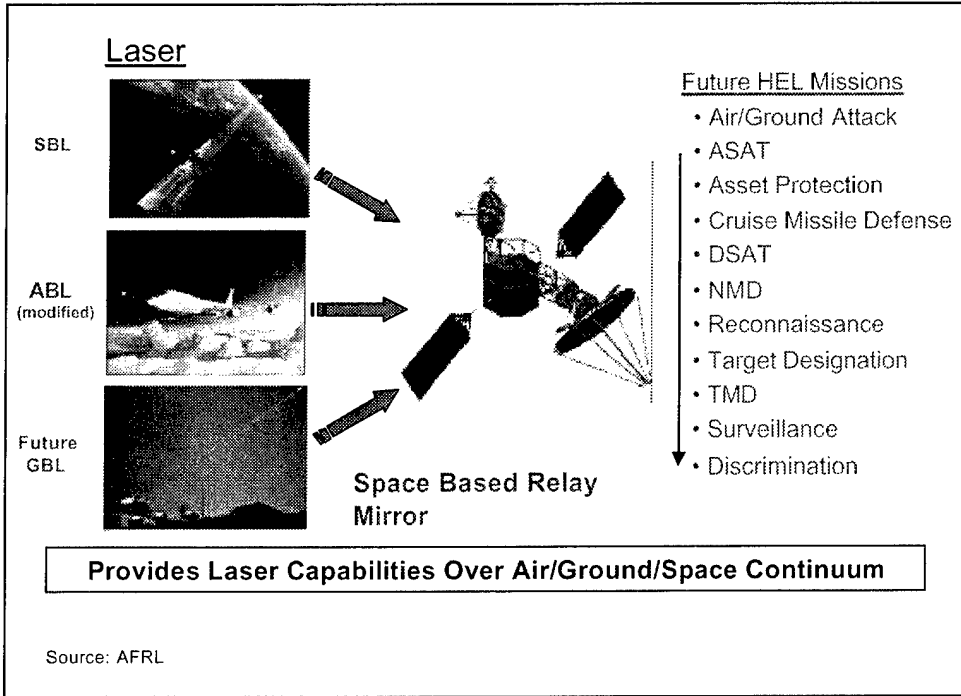 Laser
SBL
ABL
(modified)
Future
GBL
Space Based Relay
Mirror
Future HEL Missions
• Air/Ground Attack
• ASAT
• Asset Protection
• Cruise Missile Defense
• DSAT
• NMD
• Reconnaissance
• Target Designation
• TMD
• Surveillance
• Discrimination
Provides Laser Capabilities Over Air/Ground/Space Continuum
Source: AFRL